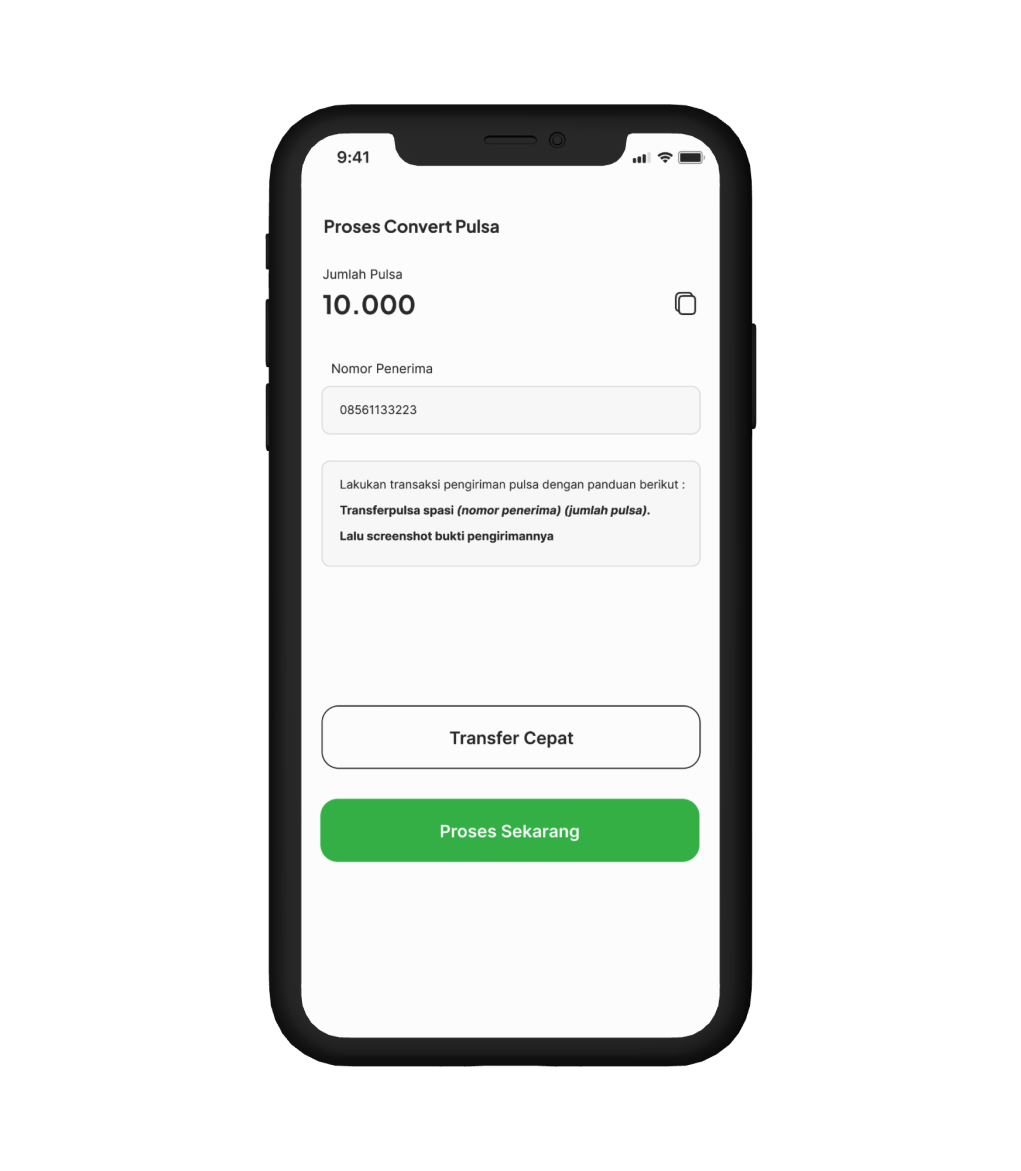 9:41
Proses Convert Pulsa
Jumlah Pulsa
10.000
Nomor Penerima
08561133223
Lakukan transaksi pengiriman pulsa dengan panduan berikut :
Transferpulsa spasi (nomor penerima) (jumlah pulsa).
Lalu screenshot bukti pengirimannya
Transfer Cepat
Proses Sekarang